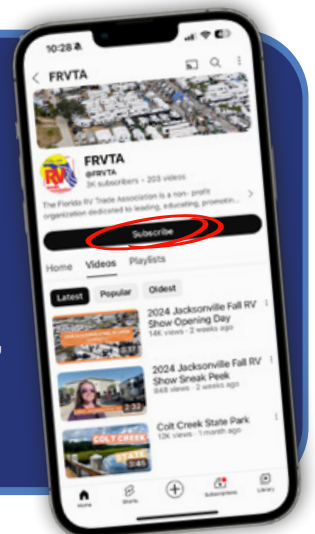 10:28
FRVTA
FRVTA
@FRVTA
3K subscribers • 203 videos
The Florida RV Trade Association is a non- profit
organization dedicated to leading, educating, promotin...
Subscribe
Home Videos Playlists
Latest Popular Oldest
2024 Jacksonville Fall RV
Show Opening Day
14K views • 2 weeks ago
0:37
2024 Jacksonville Fall RV
Show Sneak Peek
848 views • 2 weeks ago
2:32
COLT CREEK
STATE
Colt Creek State Park
12K views • 1 month ago
3:45
Home Shorts Subscriptions Library